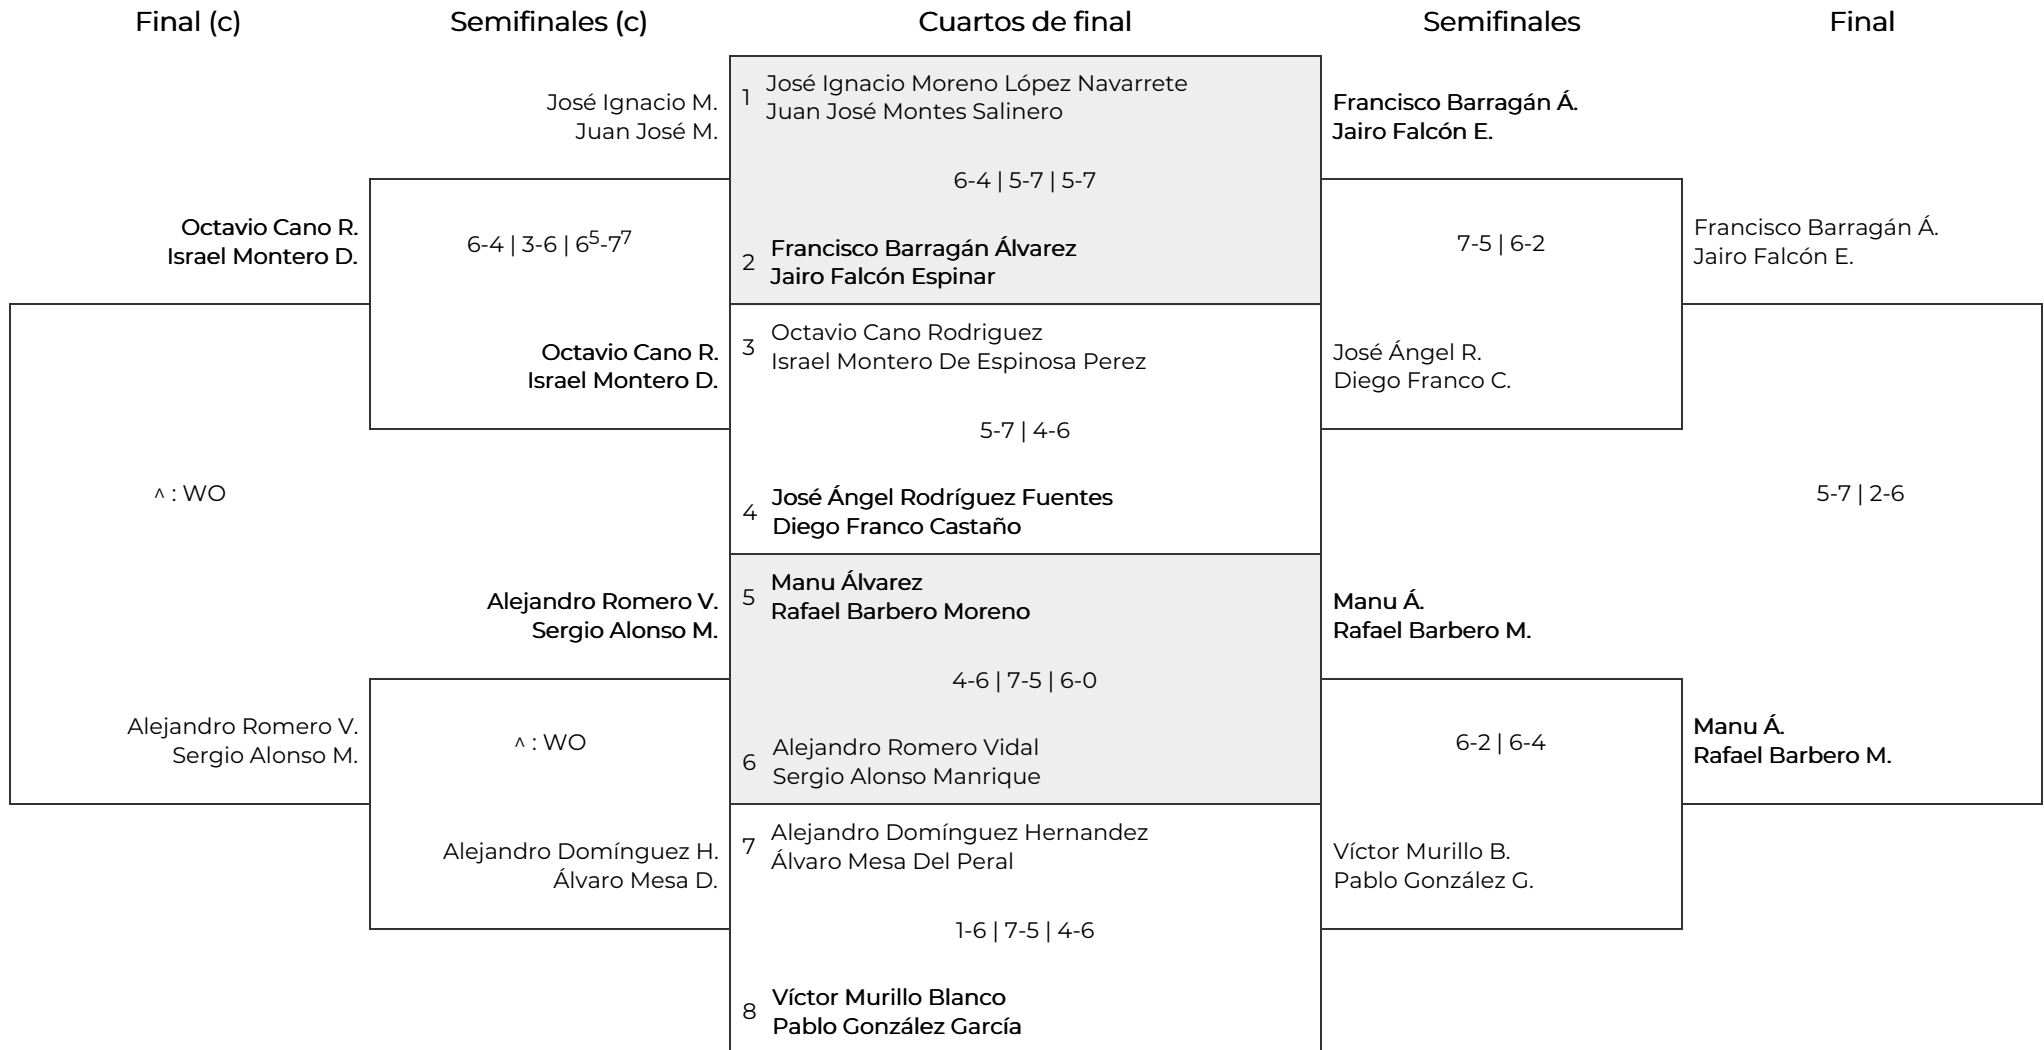 Final (c)
Semifinales (c)
Cuartos de final
Semifinales
Final
Octavio Cano R.
Israel Montero D.
^ : WO
Alejandro Romero V.
Sergio Alonso M.
José Ignacio M.
Juan José M.
6-4 | 3-6 | 6⁵-7⁷
Octavio Cano R.
Israel Montero D.
Alejandro Romero V.
Sergio Alonso M.
^ : WO
Alejandro Domínguez H.
Álvaro Mesa D.
1
José Ignacio Moreno López Navarrete
Juan José Montes Salinero
6-4 | 5-7 | 5-7
2
Francisco Barragán Álvarez
Jairo Falcón Espinar
3
Octavio Cano Rodriguez
Israel Montero De Espinosa Perez
5-7 | 4-6
4
José Ángel Rodríguez Fuentes
Diego Franco Castaño
5
Manu Álvarez
Rafael Barbero Moreno
4-6 | 7-5 | 6-0
6
Alejandro Romero Vidal
Sergio Alonso Manrique
7
Alejandro Domínguez Hernandez
Álvaro Mesa Del Peral
1-6 | 7-5 | 4-6
8
Víctor Murillo Blanco
Pablo González García
Francisco Barragán Á.
Jairo Falcón E.
7-5 | 6-2
José Ángel R.
Diego Franco C.
Manu Á.
Rafael Barbero M.
6-2 | 6-4
Víctor Murillo B.
Pablo González G.
Francisco Barragán Á.
Jairo Falcón E.
5-7 | 2-6
Manu Á.
Rafael Barbero M.